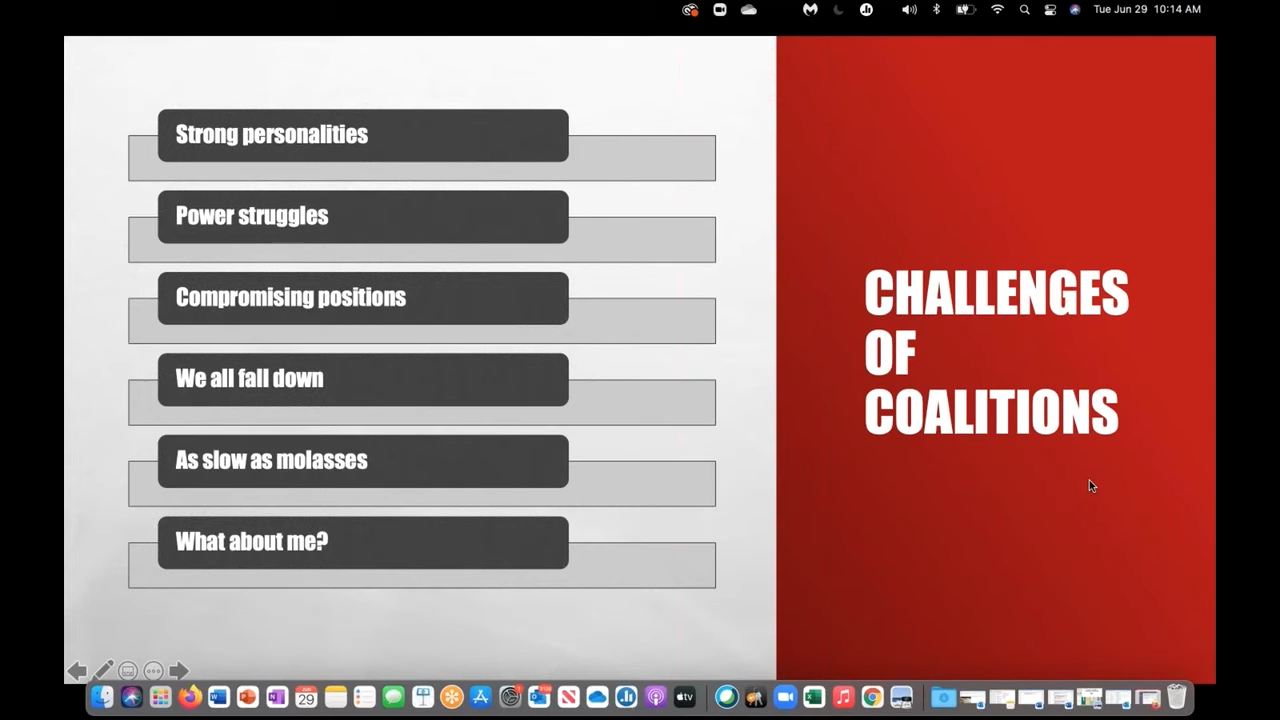 Tue Jun 29 10:14 AM
Strong personalities
Power struggles
Compromising positions
We all fall down
As slow as molasses
What about me?
CHALLENGES
OF
COALITIONS
29